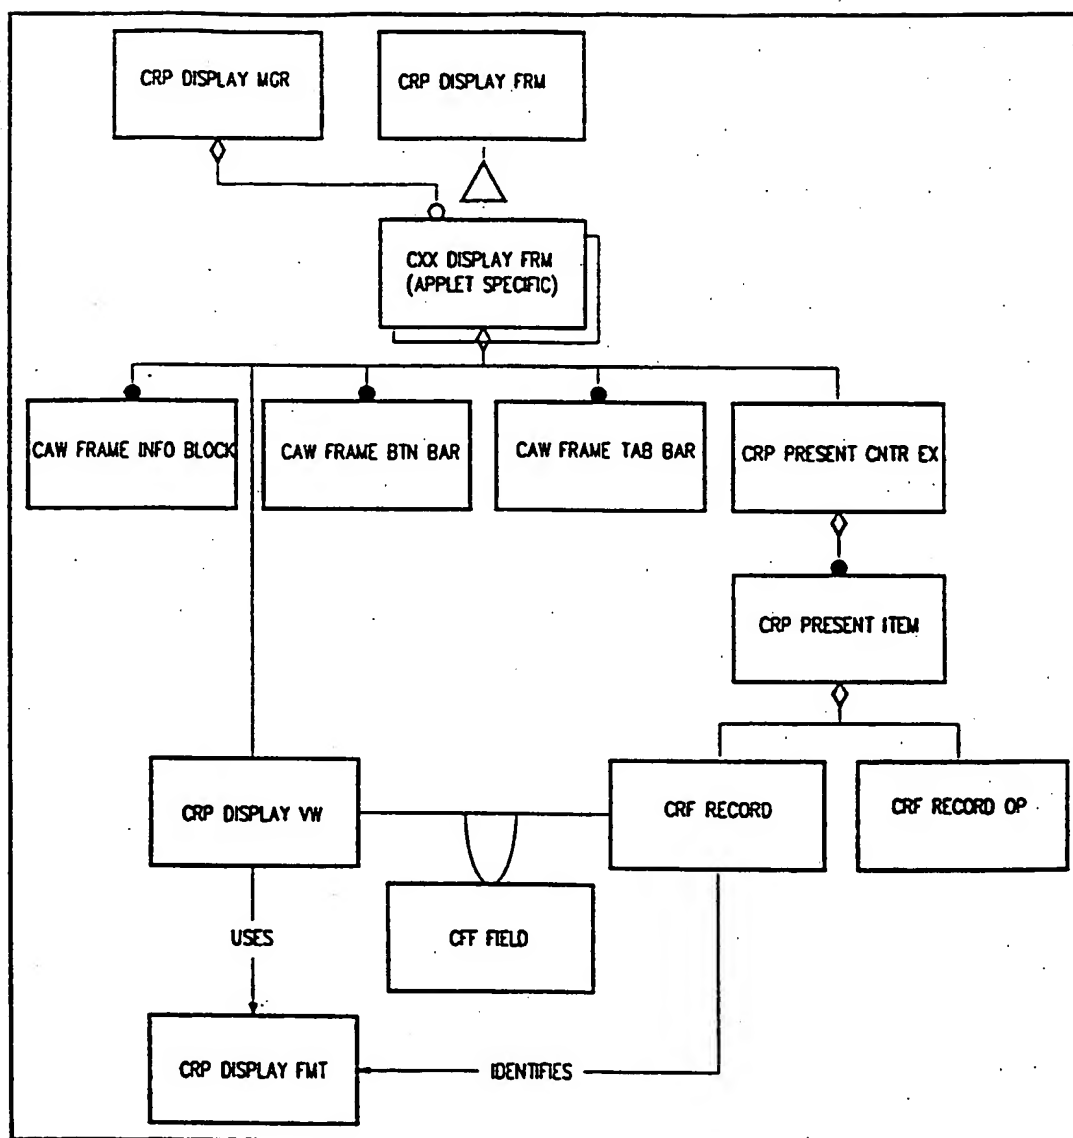 CRP DISPLAY MGR
CRP DISPLAY FRM
CXX DISPLAY FRM
(APPLET SPECIFIC)
CAW FRAME INFO BLOCK
CAW FRAME BTN BAR
CAW FRAME TAB BAR
CRP PRESENT CNTR EX
CRP PRESENT ITEM
CRP DISPLAY VW
CRF RECORD
CRF RECORD OP
USES
CFF FIELD
CRP DISPLAY FMT
IDENTIFIES